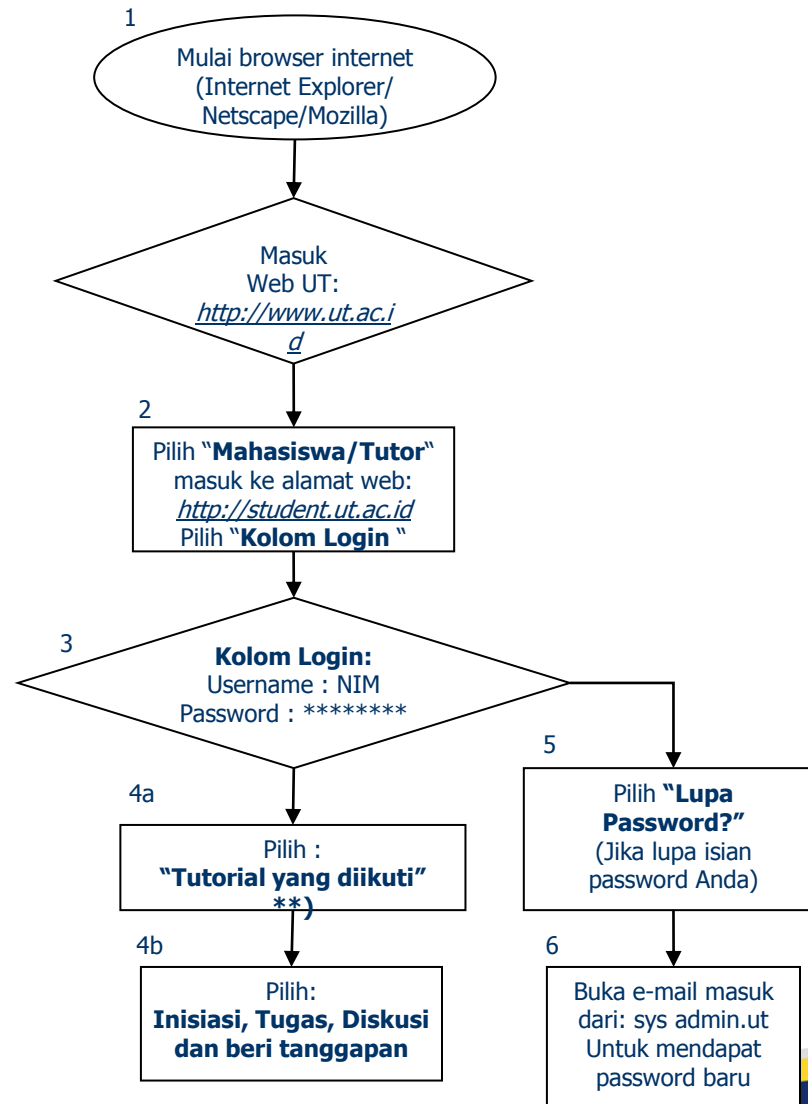 1
Mulai browser internet
(Internet Explorer/
Netscape/Mozilla)
Masuk
Web UT:
http://www.ut.ac.i
d
2
Pilih “Mahasiswa/Tutor“
masuk ke alamat web:
http://student.ut.ac.id
Pilih “Kolom Login “
3
Kolom Login:
Username : NIM
Password : ********
4a
Pilih :
“Tutorial yang diikuti”
**)
4b
Pilih:
Inisiasi, Tugas, Diskusi
dan beri tanggapan
5
Pilih “Lupa
Password?”
(Jika lupa isian
password Anda)
6
Buka e-mail masuk
dari: sys admin.ut
Untuk mendapat
password baru